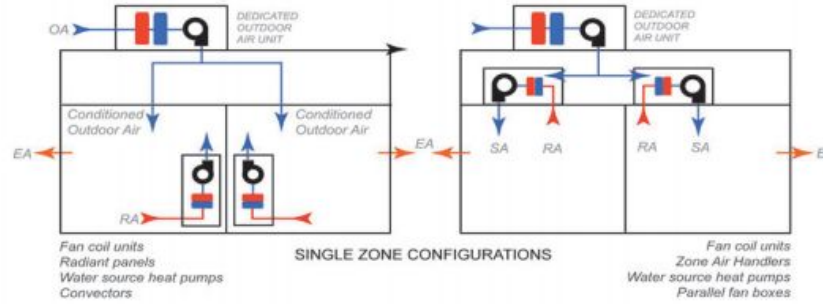 OA
DEDICATED
OUTDOOR
AIR UNIT
Conditioned
Outdoor Air
Conditioned
Outdoor Air
EA
EA
RA
Fan coil units
Radiant panels
Water source heat pumps
Convectors
SINGLE ZONE CONFIGURATIONS
DEDICATED
OUTDOOR
AIR UNIT
SA
RA
RA
SA
Fan coil units
Zone Air Handlers
Water source heat pumps
Parallel fan boxes